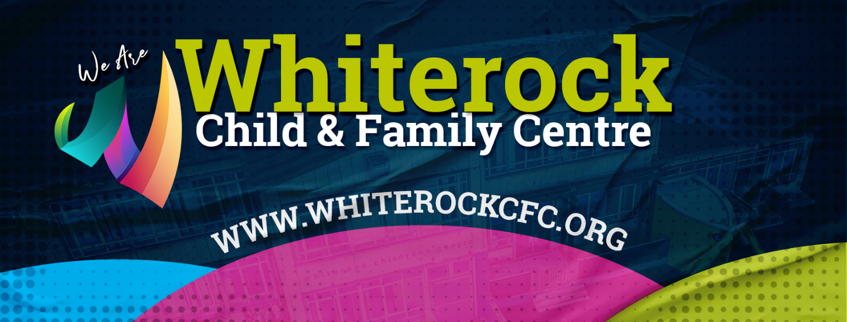 We Are
Whiterock
Child & Family Centre
WWW.WHITEROCKCFC.ORG